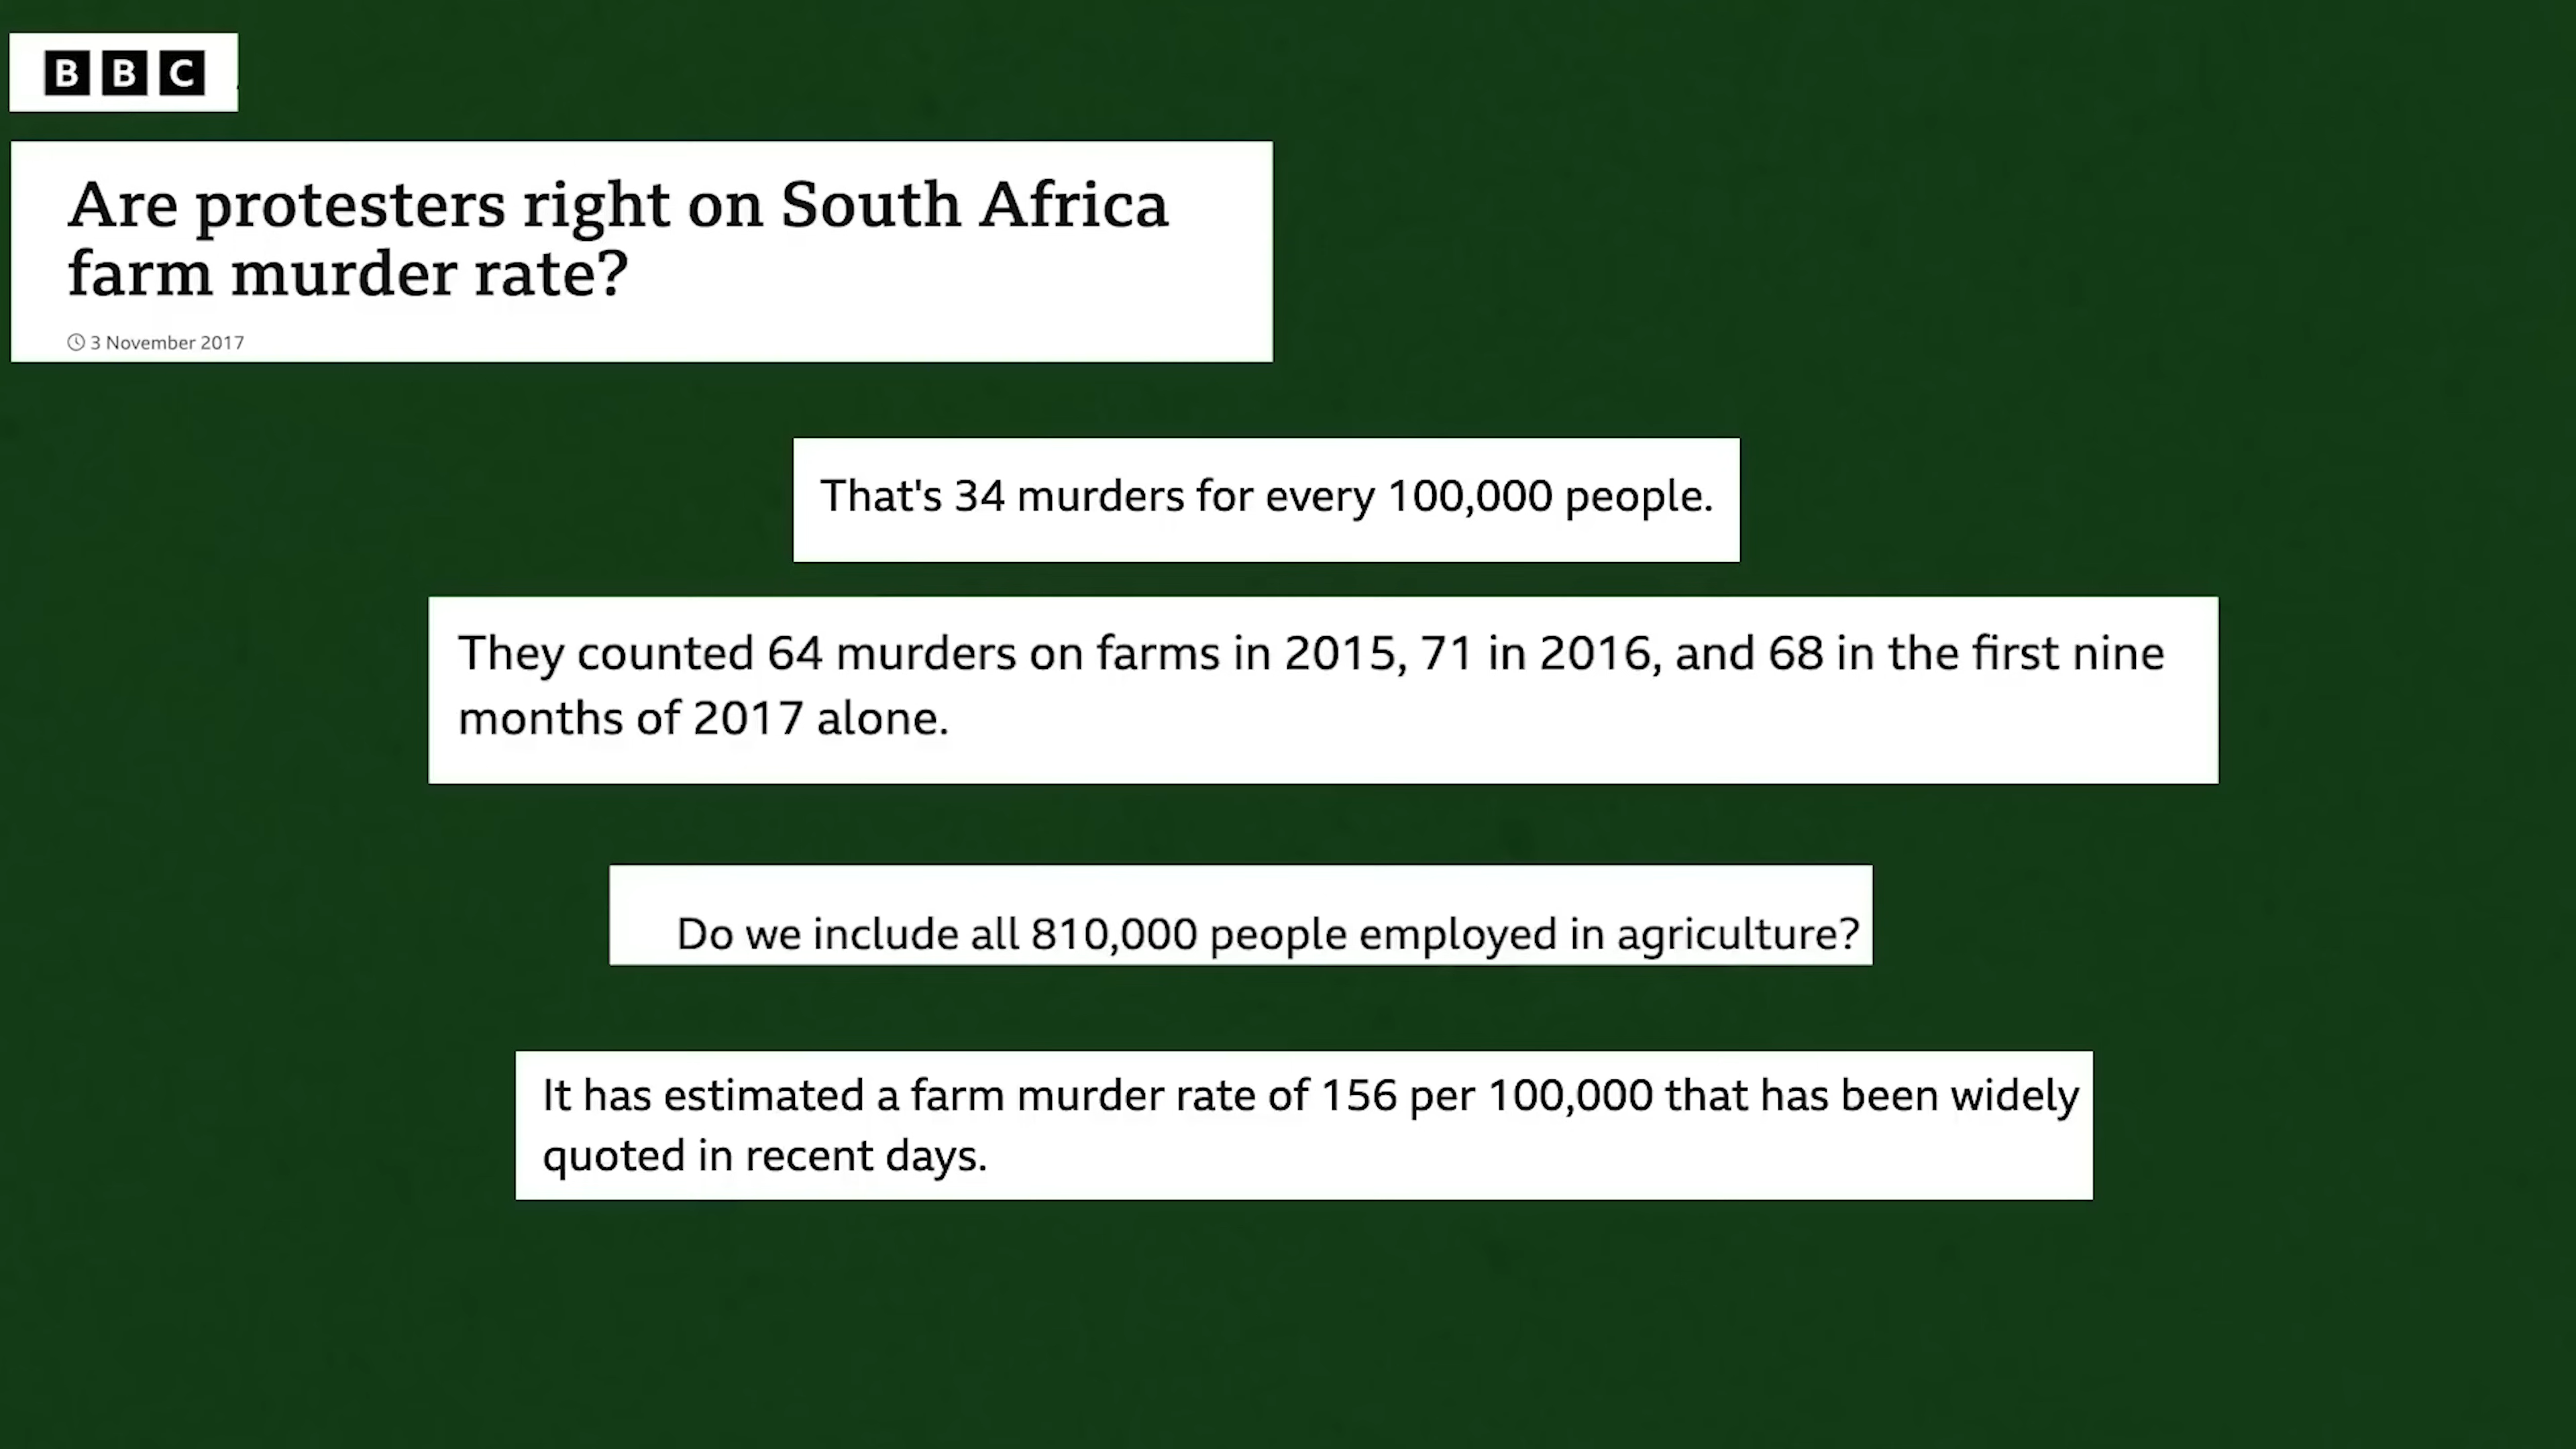 BBC
Are protesters right on South Africa
farm murder rate?
3 November 2017
That's 34 murders for every 100,000 people.
They counted 64 murders on farms in 2015, 71 in 2016, and 68 in the first nine
months of 2017 alone.
Do we include all 810,000 people employed in agriculture?
It has estimated a farm murder rate of 156 per 100,000 that has been widely
quoted in recent days.